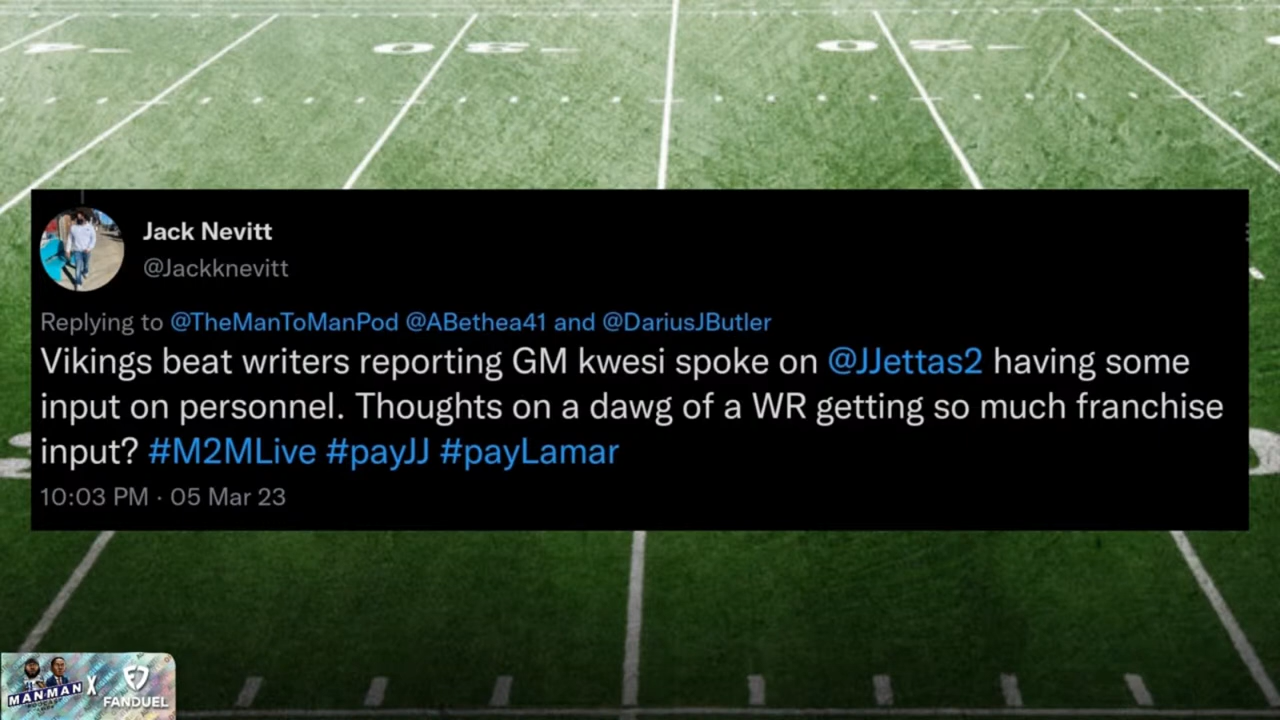 Jack Nevitt
@Jackknevitt
Replying to @TheManToManPod @ABethea41 and @DariusJButler
Vikings beat writers reporting GM kwesi spoke on @JJettas2 having some
input on personnel. Thoughts on a dawg of a WR getting so much franchise
input? #M2MLive #payJJ #payLamar
10:03 PM · 05 Mar 23
MAN MAN X
FANDUEL